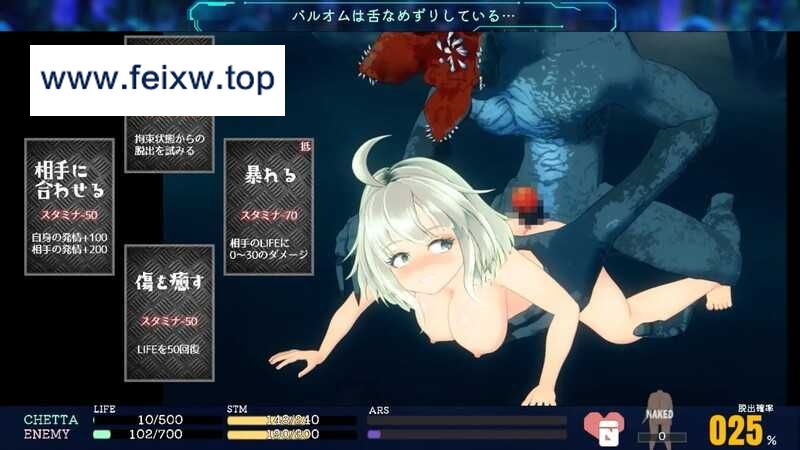 バルオムは舌なめずりしている…
www.feixw.top
拘束状態からの
脱出を試みる
相手に
合わせる
スタミナ-50
自身の発情+100
相手の発情+200
暴れる
抵
スタミナ-70
相手のLIFEに
0～30のダメージ
傷を癒す
スタミナ-50
LIFEを50回復
CHETTA
LIFE
10/500
STM
ARS
ENEMY
102/700
NAKED
0
脱出確率
025%